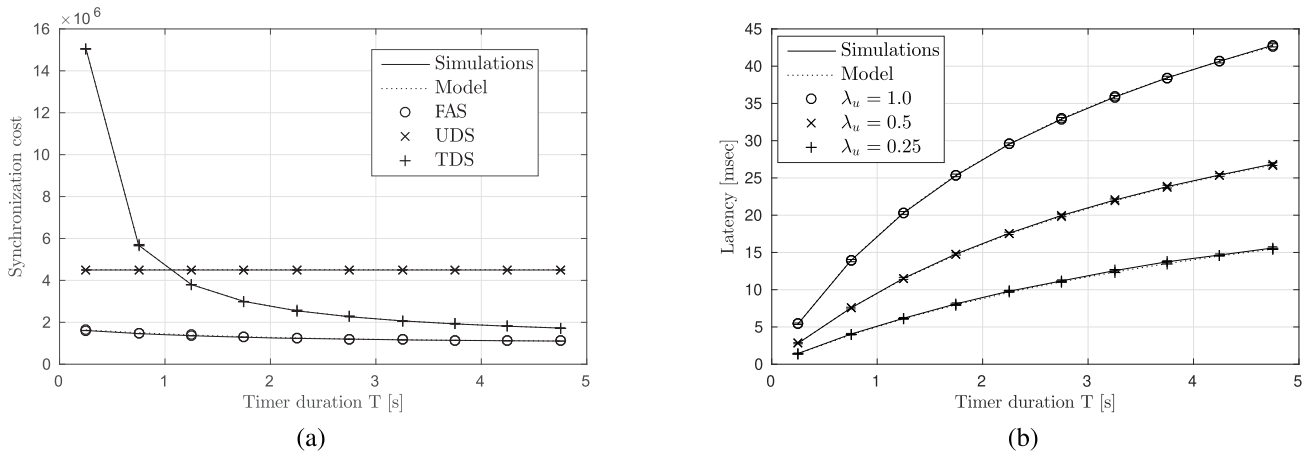 ×10⁶
16
14
12
10
8
6
4
2
0
Synchronization cost
Simulations
Model
FAS
UDS
TDS
0 1 2 3 4 5
Timer duration T [s]
(a)
45
40
35
30
25
20
15
10
5
0
Latency [msec]
Simulations
Model
λᵤ = 1.0
λᵤ = 0.5
λᵤ = 0.25
0 1 2 3 4 5
Timer duration T [s]
(b)